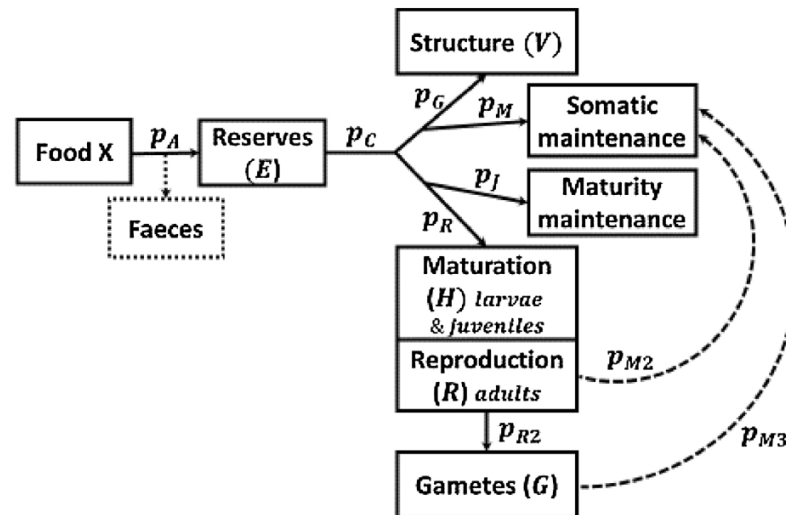 Structure (V)
p_G
p_M
Somatic
maintenance
Food X
p_A
Reserves
(E)
p_C
Faeces
p_J
Maturity
maintenance
p_R
Maturation
(H) larvae
& juveniles
Reproduction
(R) adults
p_M2
p_R2
p_M3
Gametes (G)